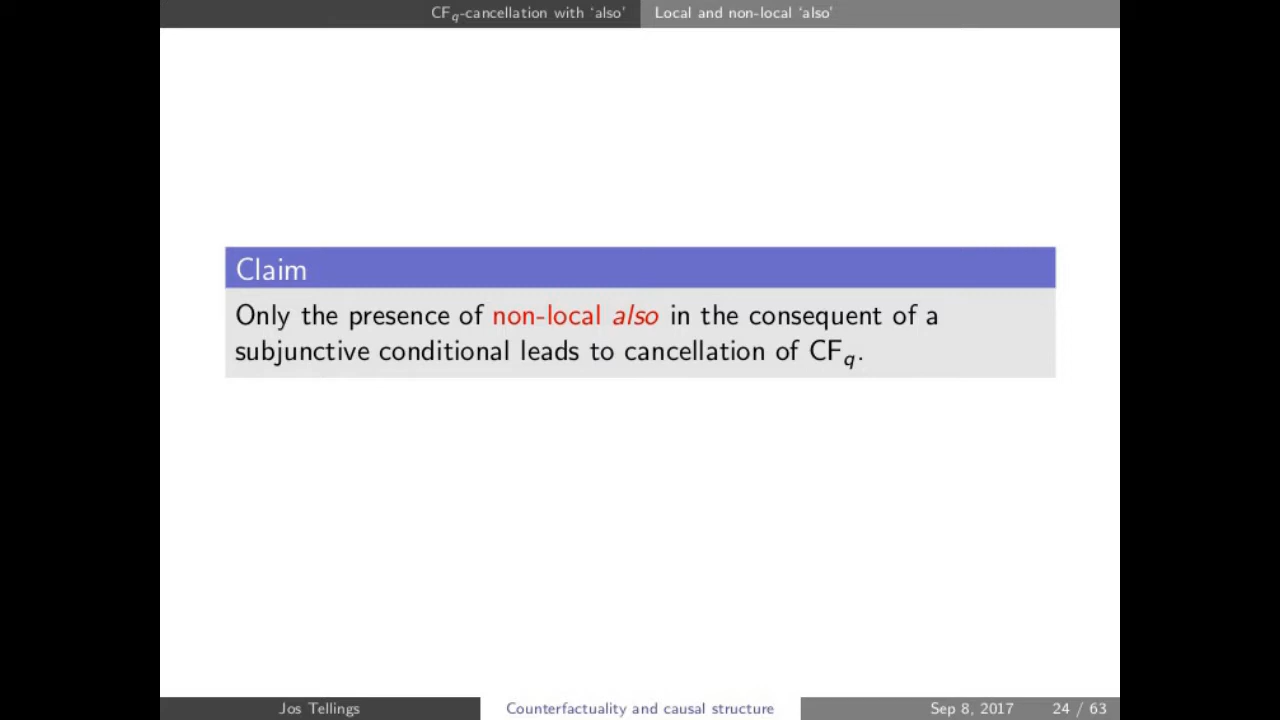 CFq-cancellation with ‘also’ Local and non-local ‘also’
Claim
Only the presence of non-local also in the consequent of a
subjunctive conditional leads to cancellation of CFq.
Jos Tellings Counterfactuality and causal structure Sep 8, 2017 24 / 63